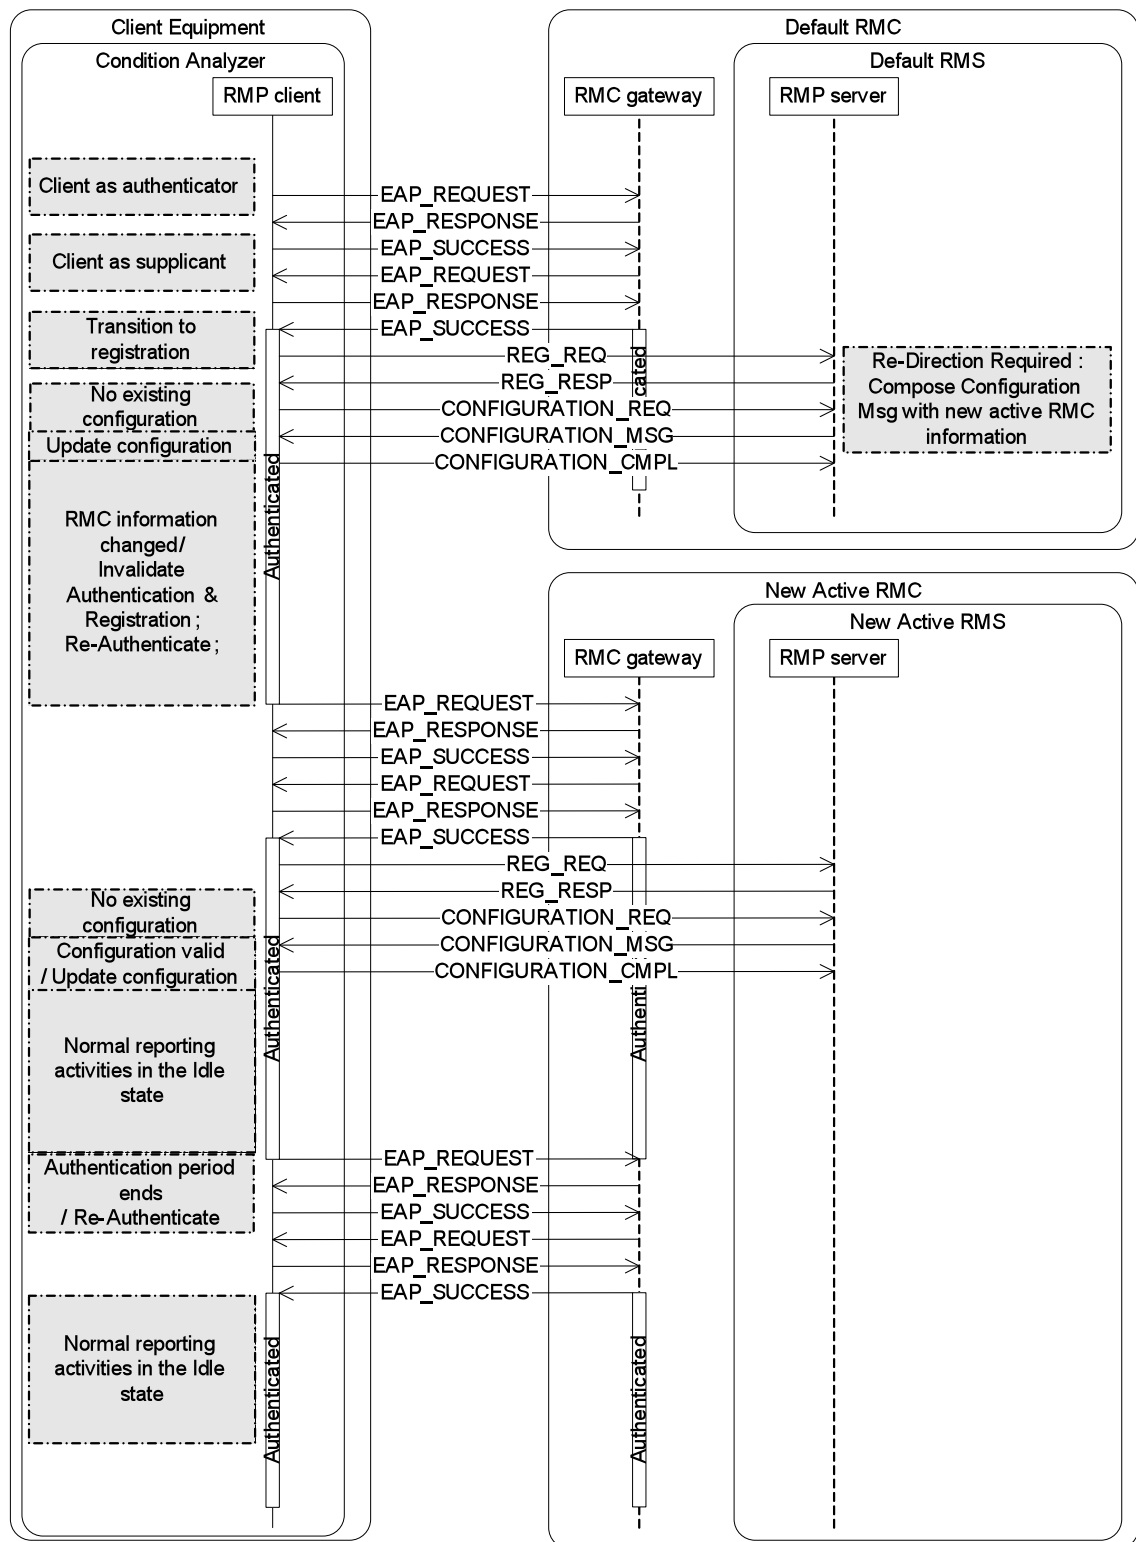 Client Equipment
Default RMC
Condition Analyzer
Default RMS
RMP client
RMC gateway
RMP server
Client as authenticator
EAP_REQUEST
EAP_RESPONSE
EAP_SUCCESS
Client as supplicant
EAP_REQUEST
EAP_RESPONSE
Transition to
registration
EAP_SUCCESS
REG_REQ
REG_RESP
cated
Re-Direction Required :
Compose Configuration
Msg with new active RMC
information
No existing
configuration
CONFIGURATION_REQ
Update configuration
CONFIGURATION_MSG
CONFIGURATION_CMPL
Authenticated
RMC information
changed/
Invalidate
Authentication &
Registration ;
Re-Authenticate ;
New Active RMC
New Active RMS
RMC gateway
RMP server
EAP_REQUEST
EAP_RESPONSE
EAP_SUCCESS
EAP_REQUEST
EAP_RESPONSE
EAP_SUCCESS
REG_REQ
REG_RESP
No existing
configuration
CONFIGURATION_REQ
Configuration valid
/ Update configuration
CONFIGURATION_MSG
CONFIGURATION_CMPL
Authenticated
Authenti
Normal reporting
activities in the Idle
state
EAP_REQUEST
Authentication period
ends
/ Re-Authenticate
EAP_RESPONSE
EAP_SUCCESS
EAP_REQUEST
EAP_RESPONSE
EAP_SUCCESS
Normal reporting
activities in the Idle
state
Authenticated
Authenticated